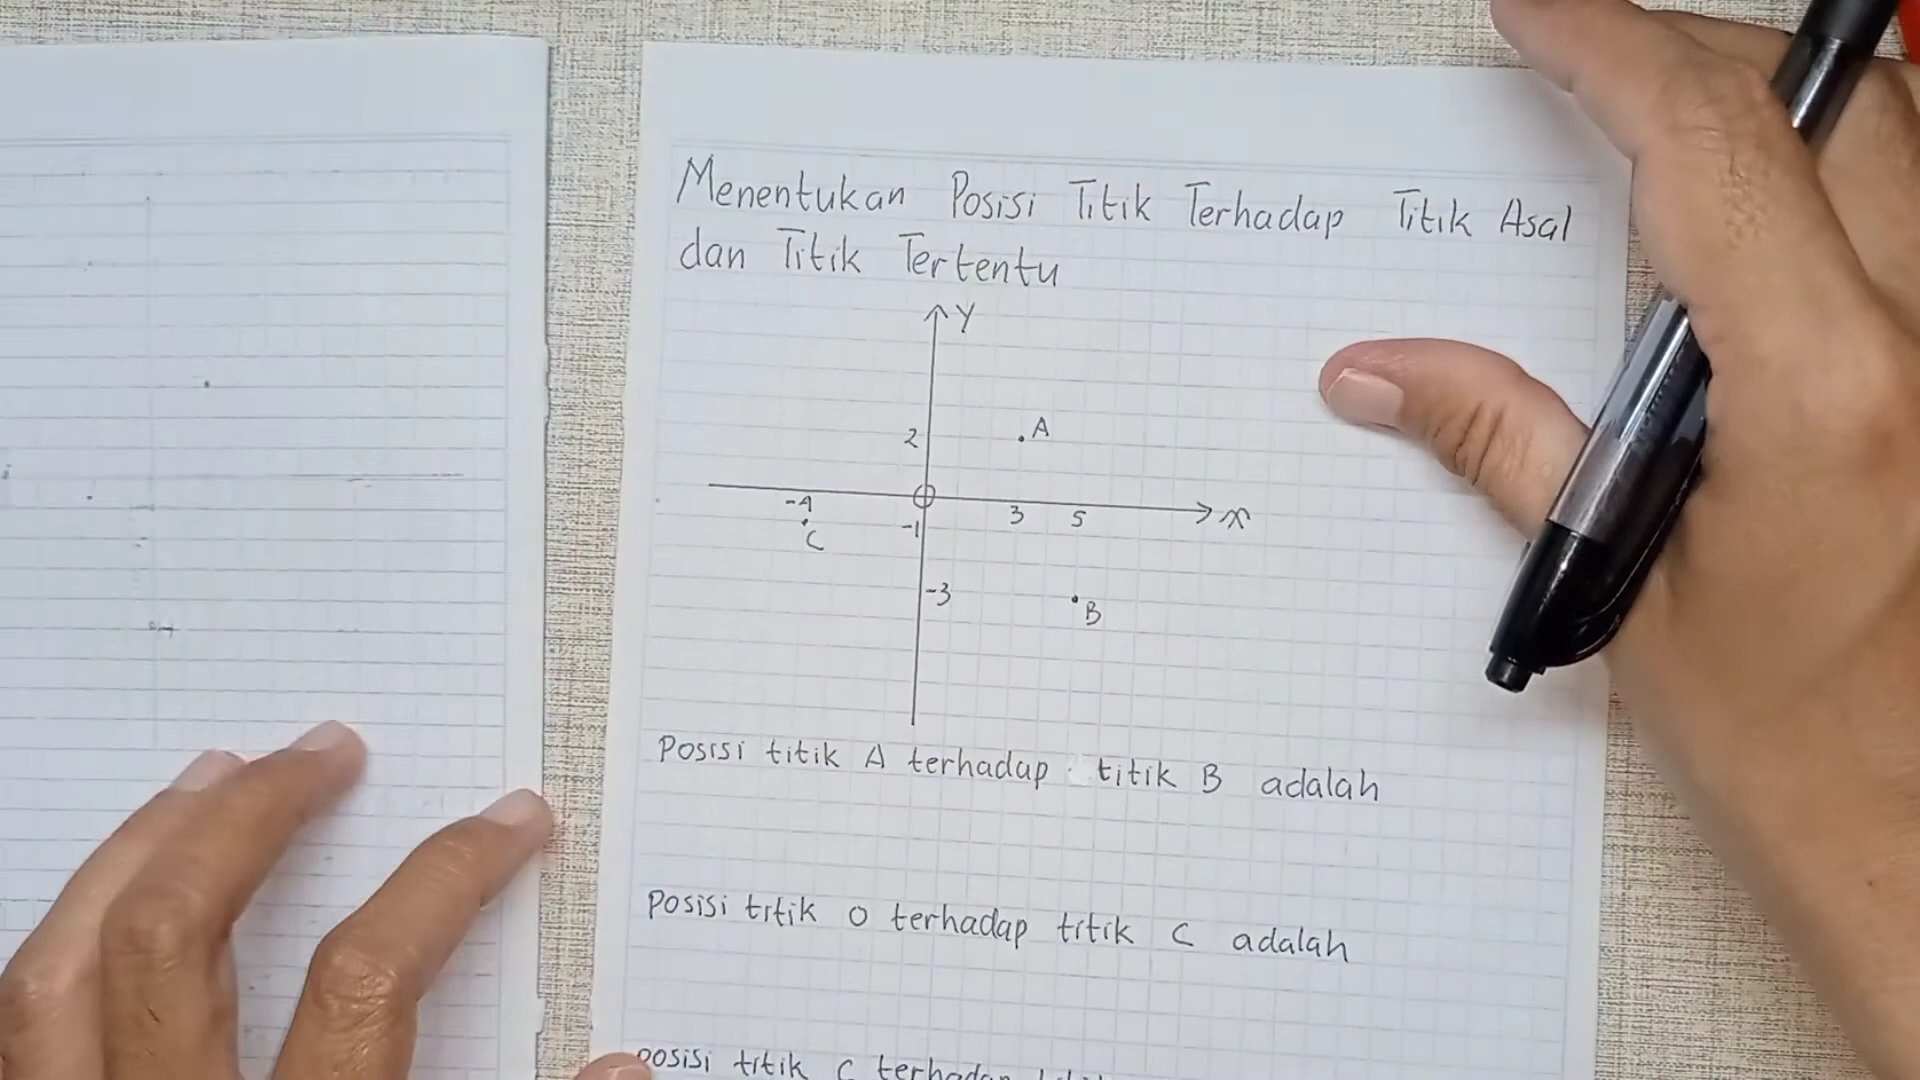 Menentukan Posisi Titik Terhadap Titik Asal
dan Titik Tertentu
Y
2
A
-4
C
-1
3
5
X
-3
B
Posisi titik A terhadap titik B adalah
Posisi titik O terhadap titik C adalah
posisi titik C terhadap